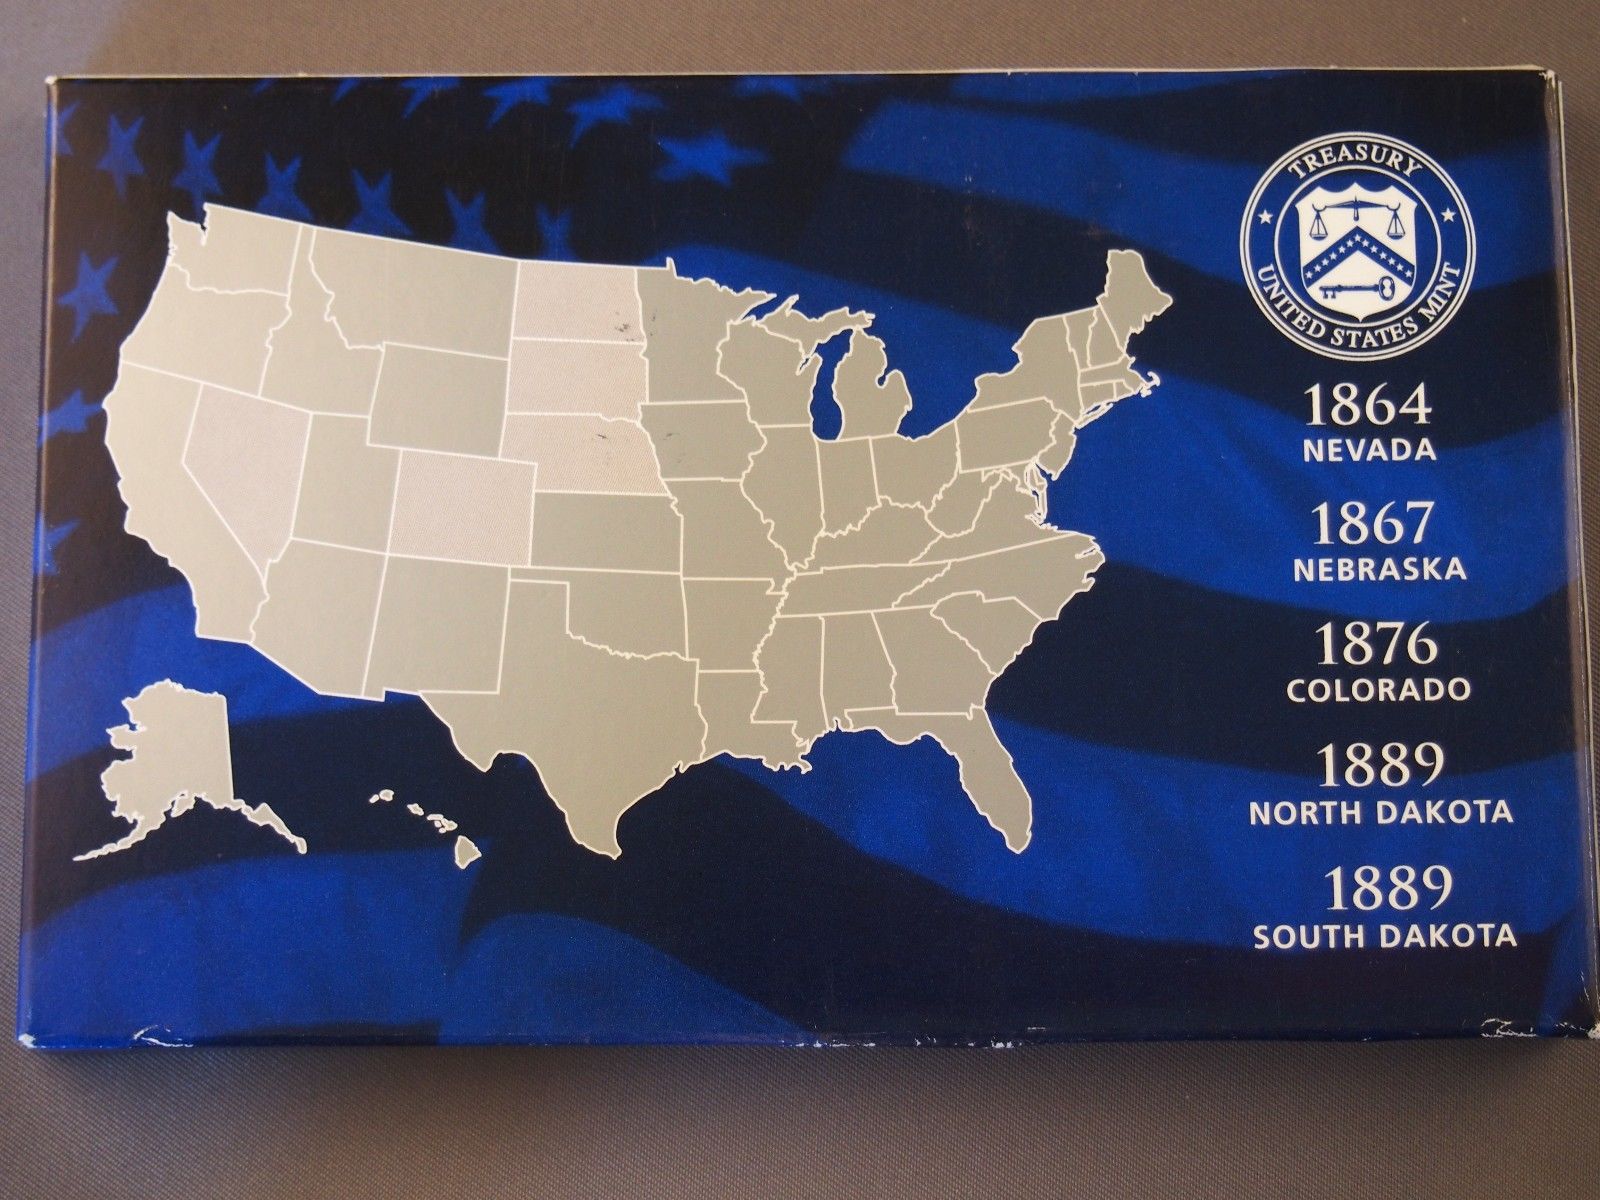 TREASURY
UNITED STATES MINT
1864
NEVADA
1867
NEBRASKA
1876
COLORADO
1889
NORTH DAKOTA
1889
SOUTH DAKOTA